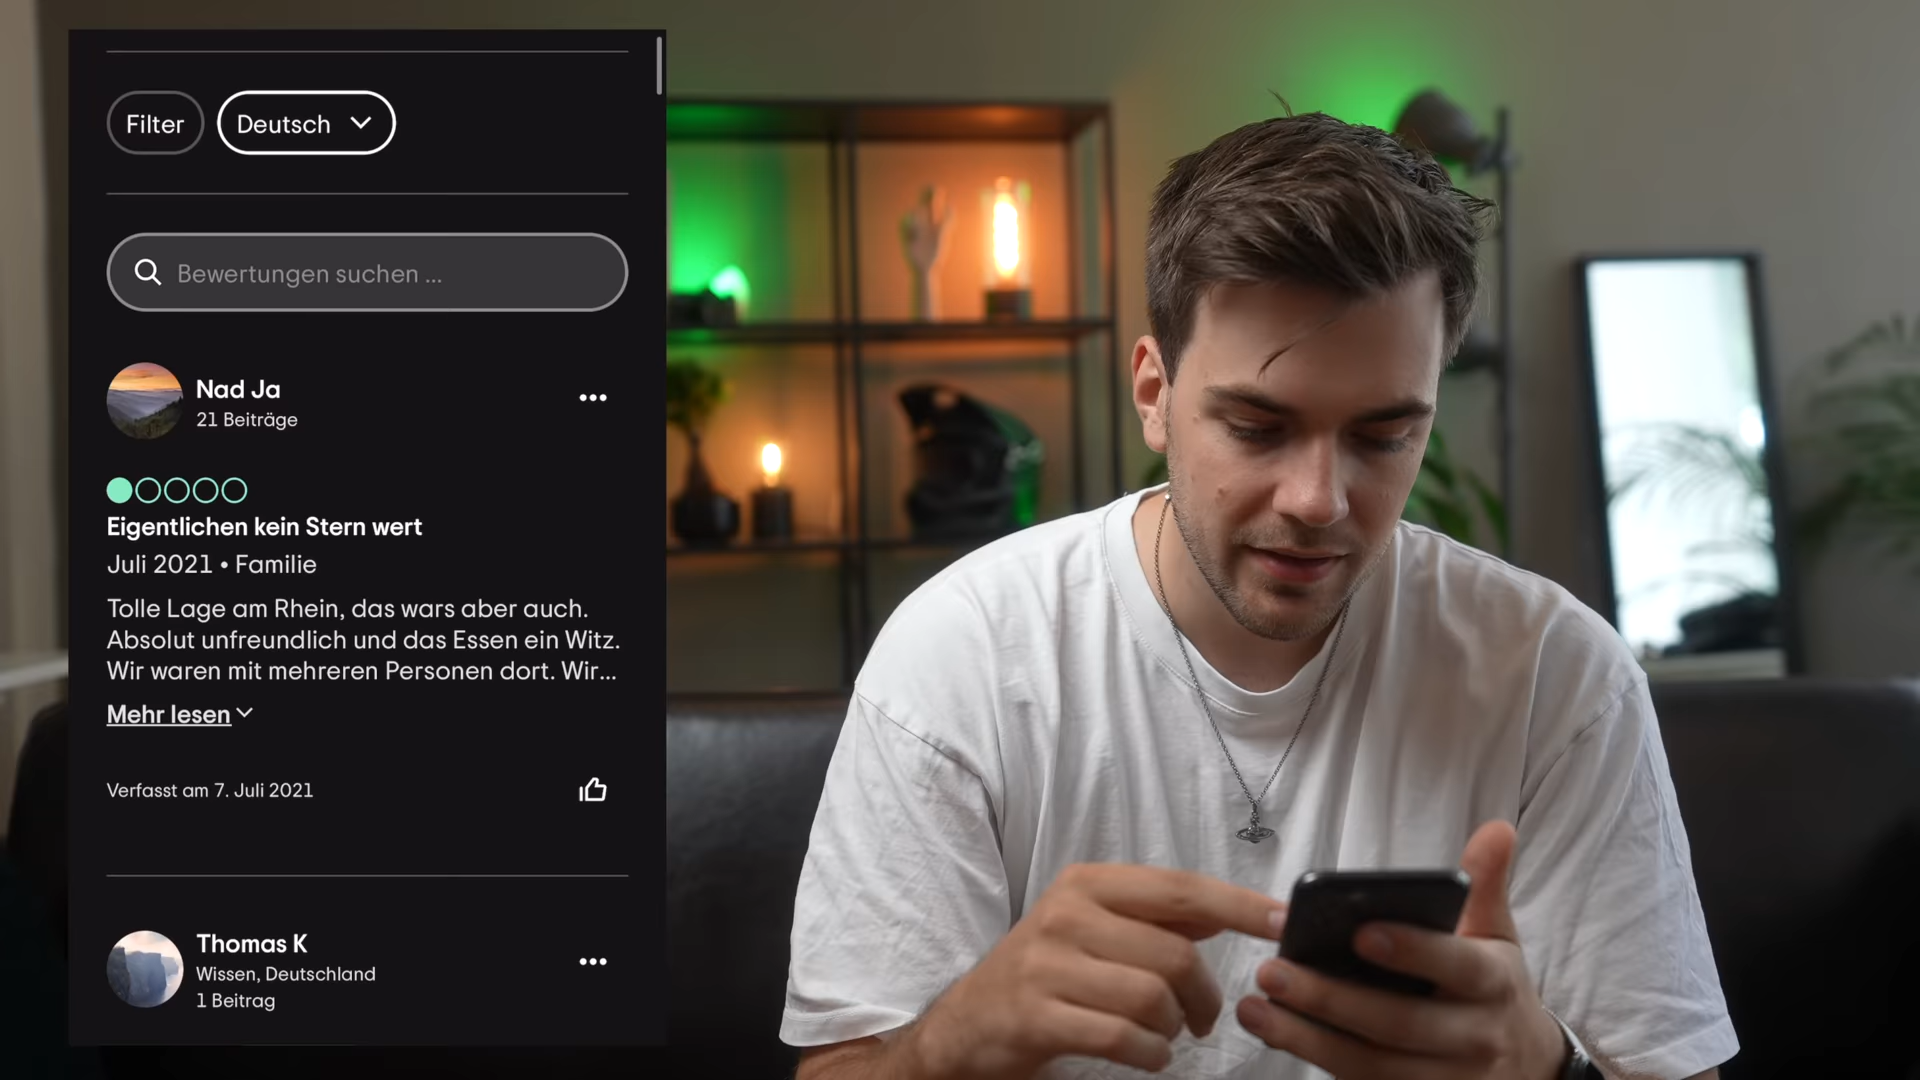 Filter
Deutsch
Bewertungen suchen ...
Nad Ja
21 Beiträge
Eigentlichen kein Stern wert
Juli 2021 • Familie
Tolle Lage am Rhein, das wars aber auch.
Absolut unfreundlich und das Essen ein Witz.
Wir waren mit mehreren Personen dort. Wir...
Mehr lesen
Verfasst am 7. Juli 2021
Thomas K
Wissen, Deutschland
1 Beitrag